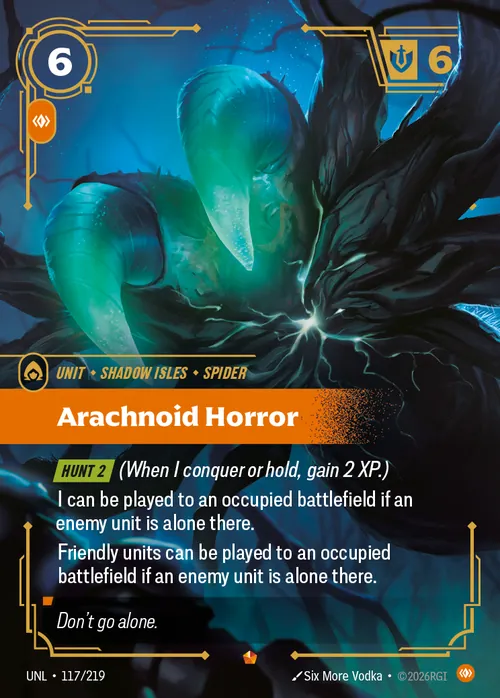 6
6
UNIT • SHADOW ISLES • SPIDER
Arachnoid Horror
HUNT 2 (When I conquer or hold, gain 2 XP.)
I can be played to an occupied battlefield if an
enemy unit is alone there.
Friendly units can be played to an occupied
battlefield if an enemy unit is alone there.
Don't go alone.
UNL • 117/219
Six More Vodka • ©2026RGI